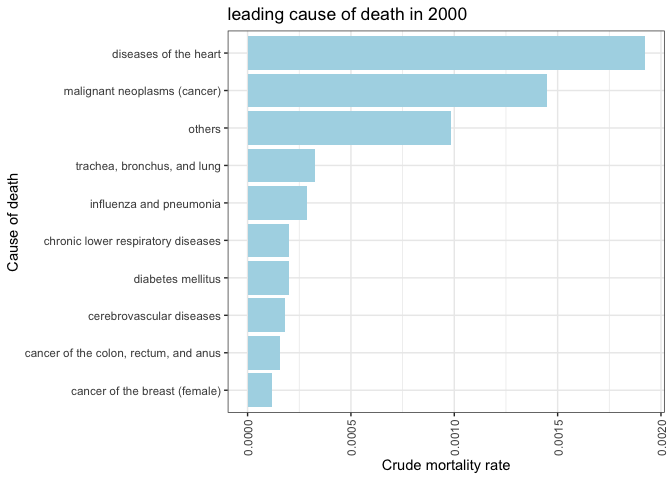 leading cause of death in 2000
diseases of the heart
malignant neoplasms (cancer)
others
trachea, bronchus, and lung
influenza and pneumonia
chronic lower respiratory diseases
diabetes mellitus
cerebrovascular diseases
cancer of the colon, rectum, and anus
cancer of the breast (female)
Cause of death
0.0000
0.0005
0.0010
0.0015
0.0020
Crude mortality rate